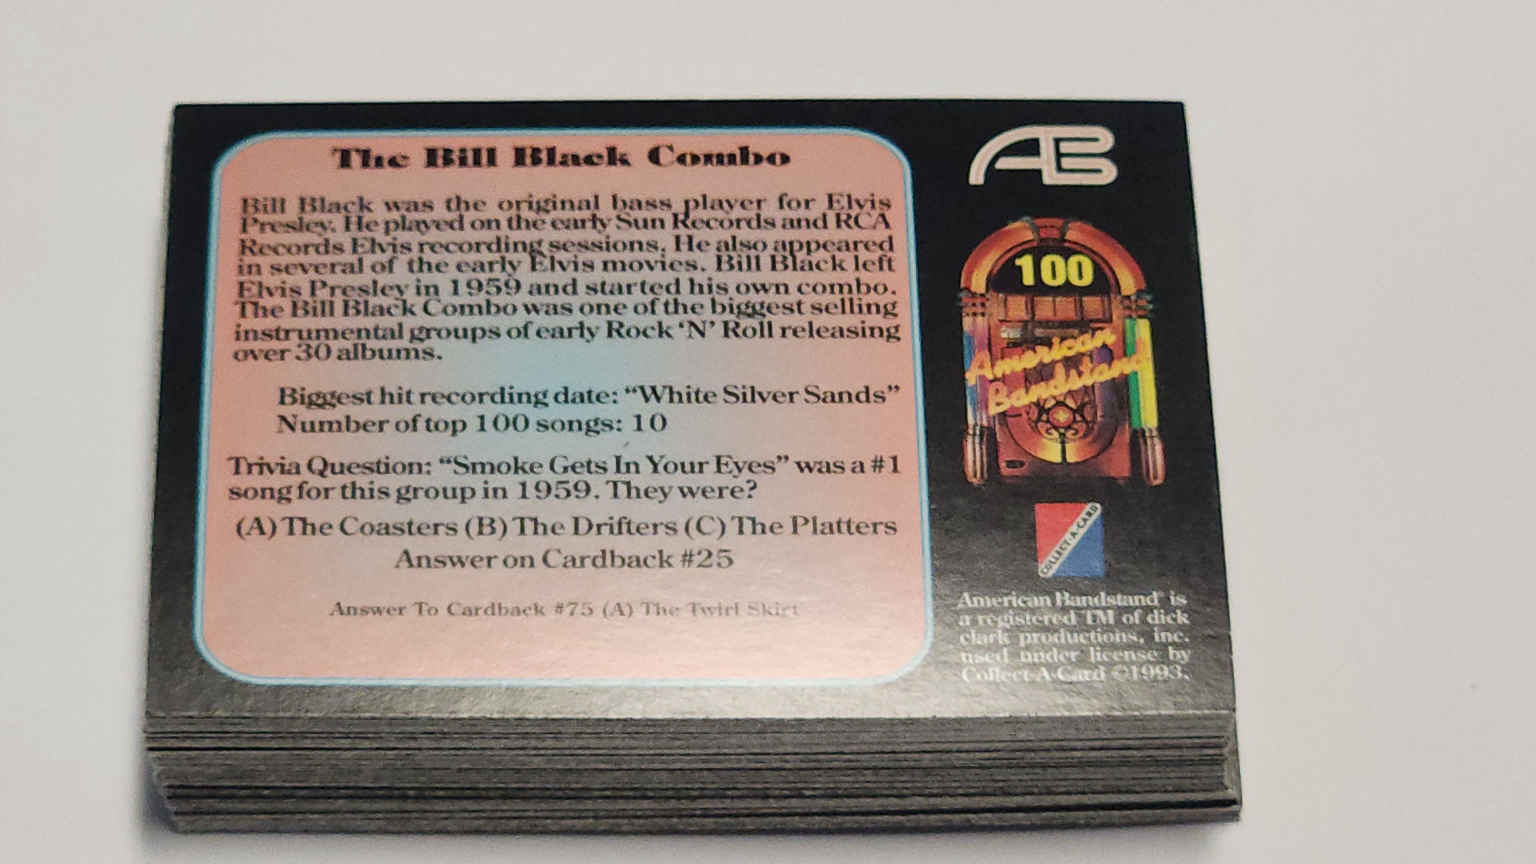 The Bill Black Combo
Bill Black was the original bass player for Elvis
Presley. He played on the early Sun Records and RCA
Records Elvis recording sessions. He also appeared
in several of the early Elvis movies. Bill Black left
Elvis Presley in 1959 and started his own combo.
The Bill Black Combo was one of the biggest selling
instrumental groups of early Rock ‘N’ Roll releasing
over 30 albums.
Biggest hit recording date: “White Silver Sands”
Number of top 100 songs: 10
Trivia Question: “Smoke Gets In Your Eyes” was a #1
song for this group in 1959. They were?
(A) The Coasters (B) The Drifters (C) The Platters
Answer on Cardback #25
Answer To Cardback #75 (A) The Twirl Skirt
AB
100
American
Bandstand
COLLECT-A-CARD
American Bandstand® is
a registered TM of dick
clark productions, inc.
used under license by
Collect-A-Card ©1993.